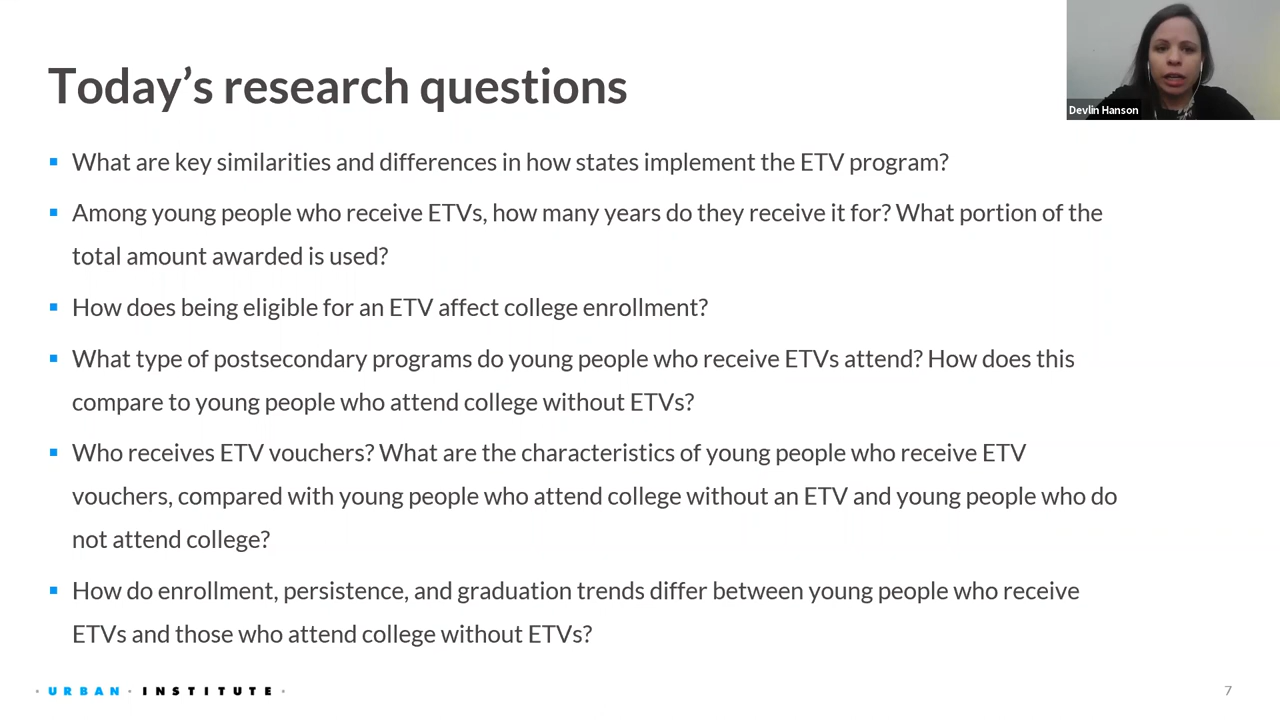 Today’s research questions
Devlin Hanson
▪ What are key similarities and differences in how states implement the ETV program?
▪ Among young people who receive ETVs, how many years do they receive it for? What portion of the
total amount awarded is used?
▪ How does being eligible for an ETV affect college enrollment?
▪ What type of postsecondary programs do young people who receive ETVs attend? How does this
compare to young people who attend college without ETVs?
▪ Who receives ETV vouchers? What are the characteristics of young people who receive ETV
vouchers, compared with young people who attend college without an ETV and young people who do
not attend college?
▪ How do enrollment, persistence, and graduation trends differ between young people who receive
ETVs and those who attend college without ETVs?
· URBAN · INSTITUTE ·
7